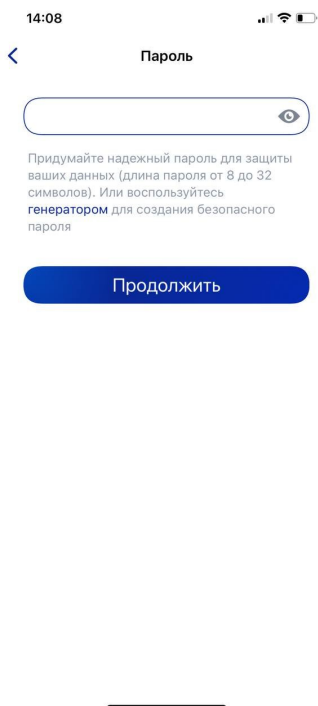 14:08
Пароль
Придумайте надежный пароль для защиты
ваших данных (длина пароля от 8 до 32
символов). Или воспользуйтесь
генератором для создания безопасного
пароля
Продолжить